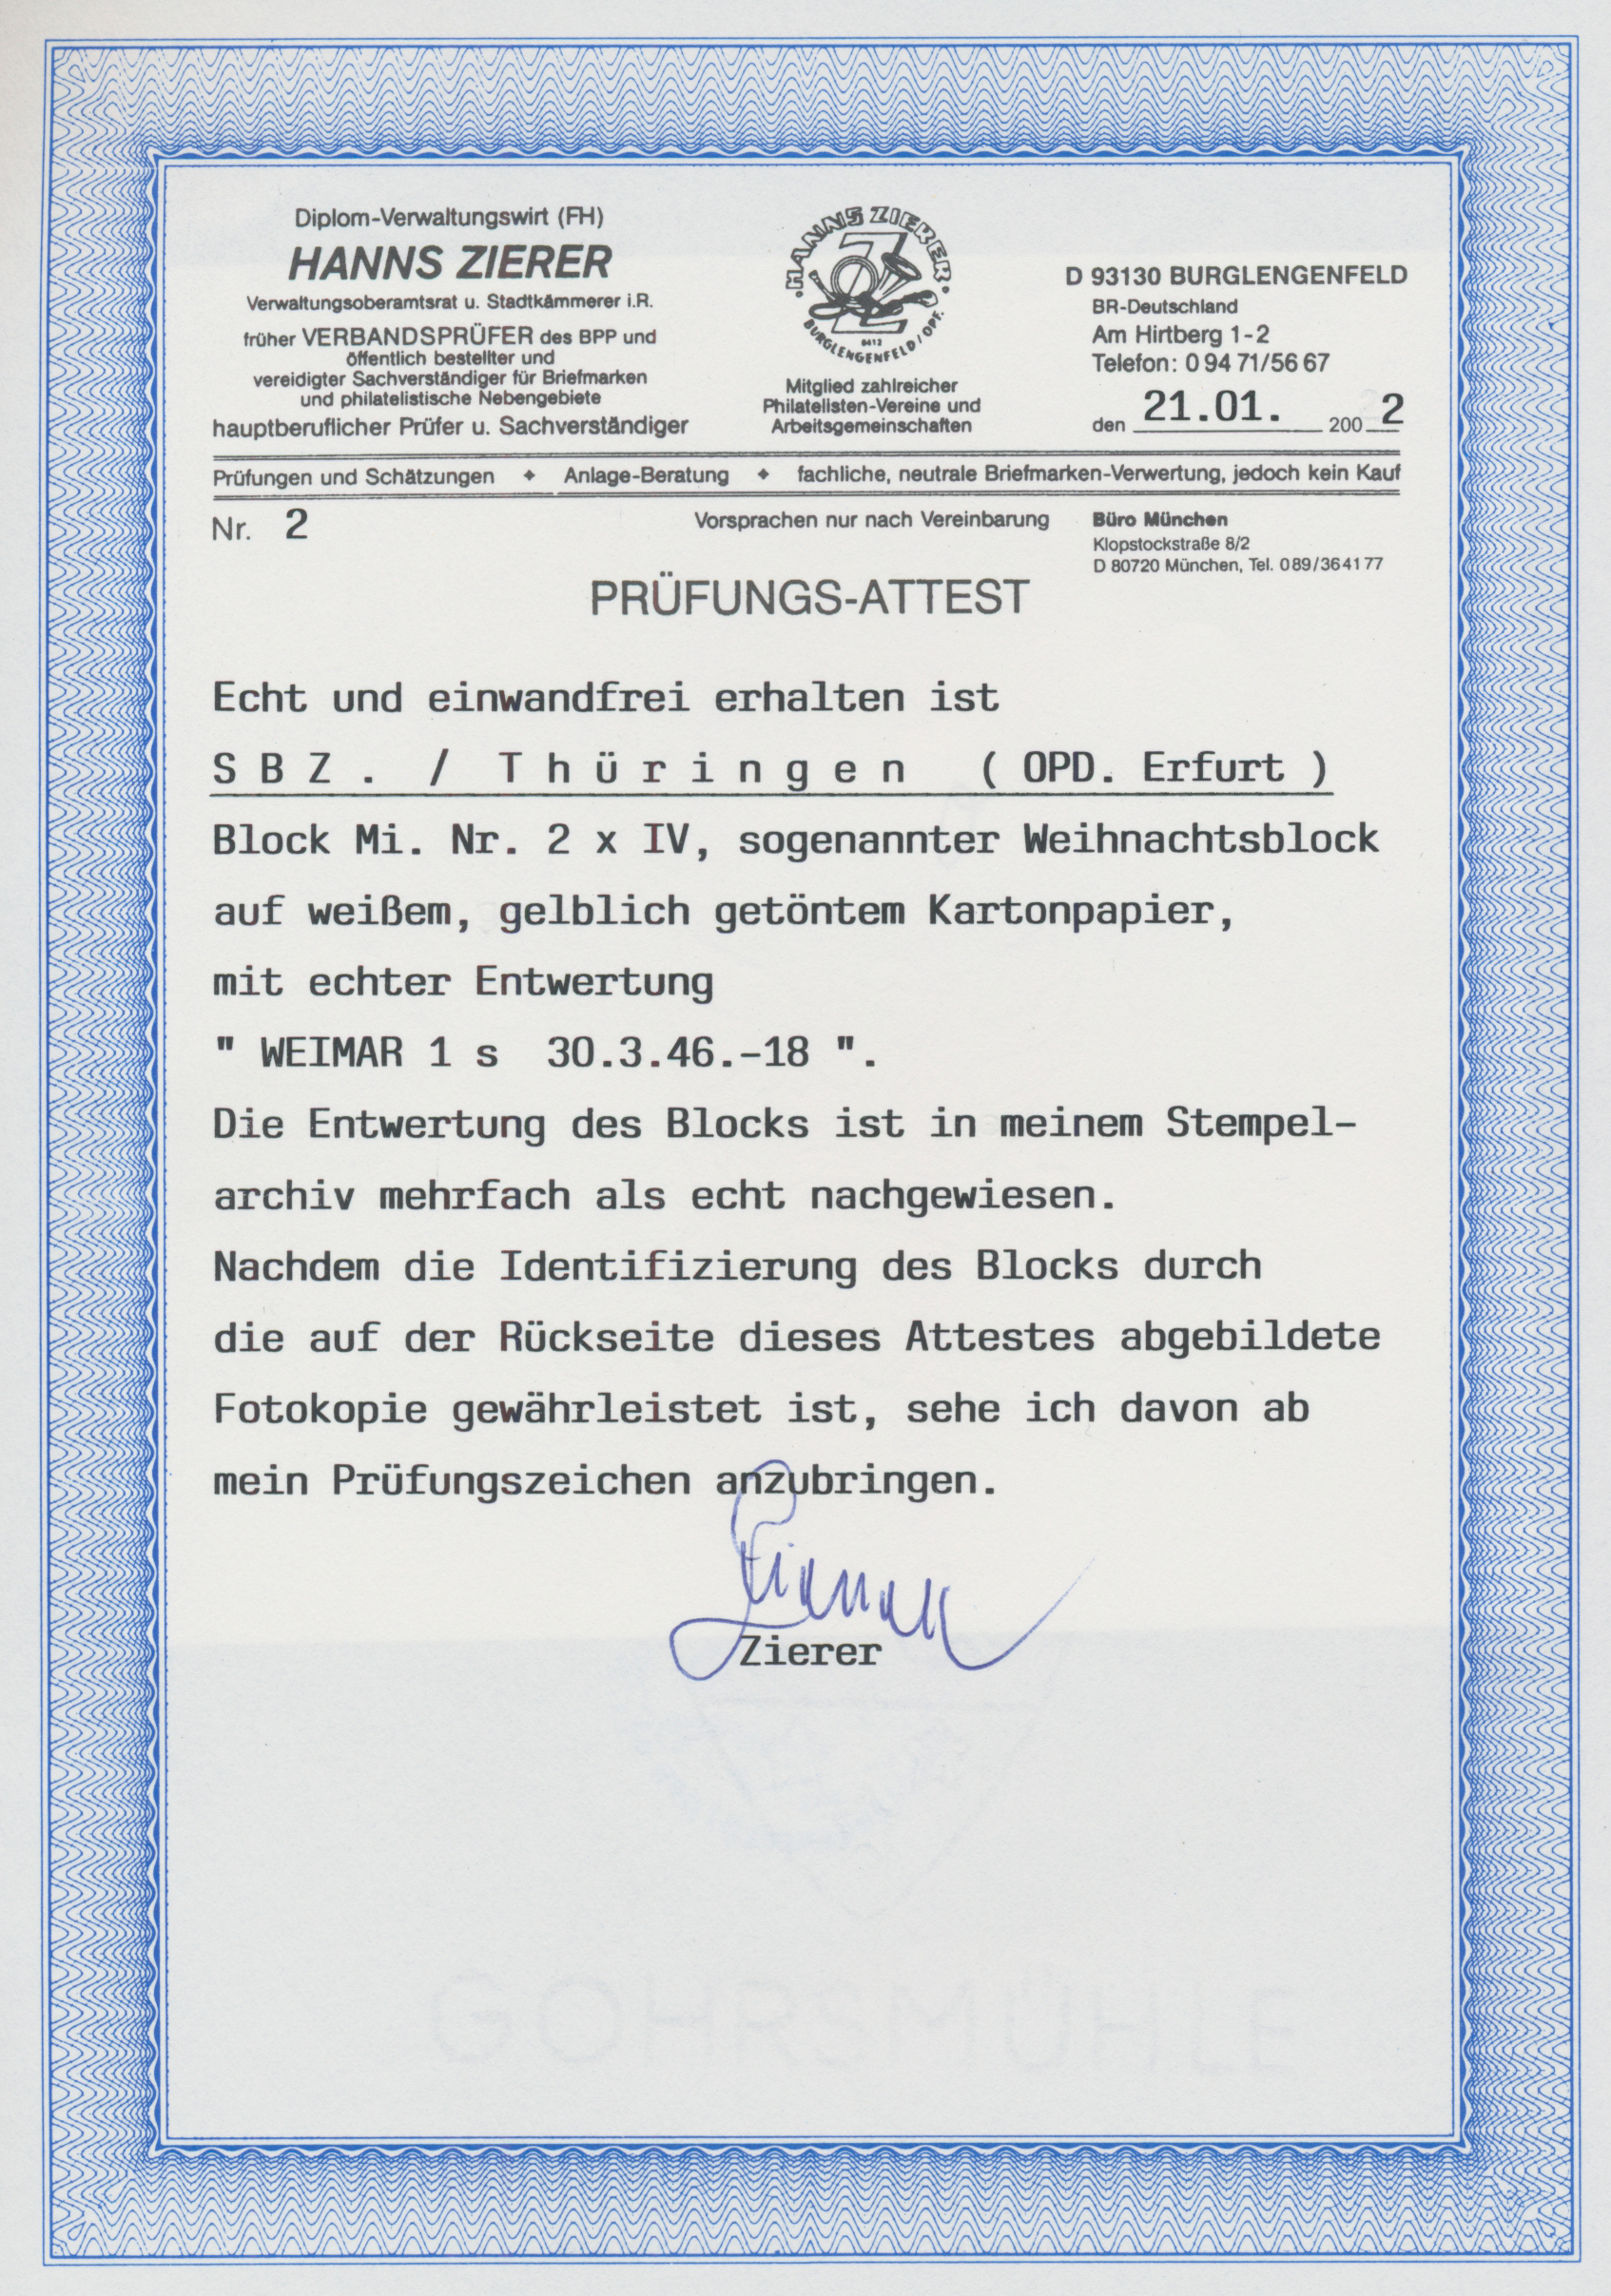 Diplom-Verwaltungswirt (FH)
HANNS ZIERER
Verwaltungsoberamtsrat u. Stadtkämmerer i.R.
früher VERBANDSPRÜFER des BPP und
öffentlich bestellter und
vereidigter Sachverständiger für Briefmarken
und philatelistische Nebengebiete
hauptberuflicher Prüfer u. Sachverständiger
• HANNS ZIERER •
Z
8412
BURGLENGENFELD/OPF.
Mitglied zahlreicher
Philatelisten-Vereine und
Arbeitsgemeinschaften
D 93130 BURGLENGENFELD
BR-Deutschland
Am Hirtberg 1-2
Telefon: 0 94 71/56 67
den 21.01. 200 2
Prüfungen und Schätzungen ◆ Anlage-Beratung ◆ fachliche, neutrale Briefmarken-Verwertung, jedoch kein Kauf
Nr. 2
Vorsprachen nur nach Vereinbarung
Büro München
Klopstockstraße 8/2
D 80720 München, Tel. 089/364177
PRÜFUNGS-ATTEST
Echt und einwandfrei erhalten ist
S B Z . / T h ü r i n g e n ( OPD. Erfurt )
Block Mi. Nr. 2 x IV, sogenannter Weihnachtsblock
auf weißem, gelblich getöntem Kartonpapier,
mit echter Entwertung
" WEIMAR 1 s 30.3.46.-18 ".
Die Entwertung des Blocks ist in meinem Stempel-
archiv mehrfach als echt nachgewiesen.
Nachdem die Identifizierung des Blocks durch
die auf der Rückseite dieses Attestes abgebildete
Fotokopie gewährleistet ist, sehe ich davon ab
mein Prüfungszeichen anzubringen.
Zierer
Zierer
GOHRSMÜHLE